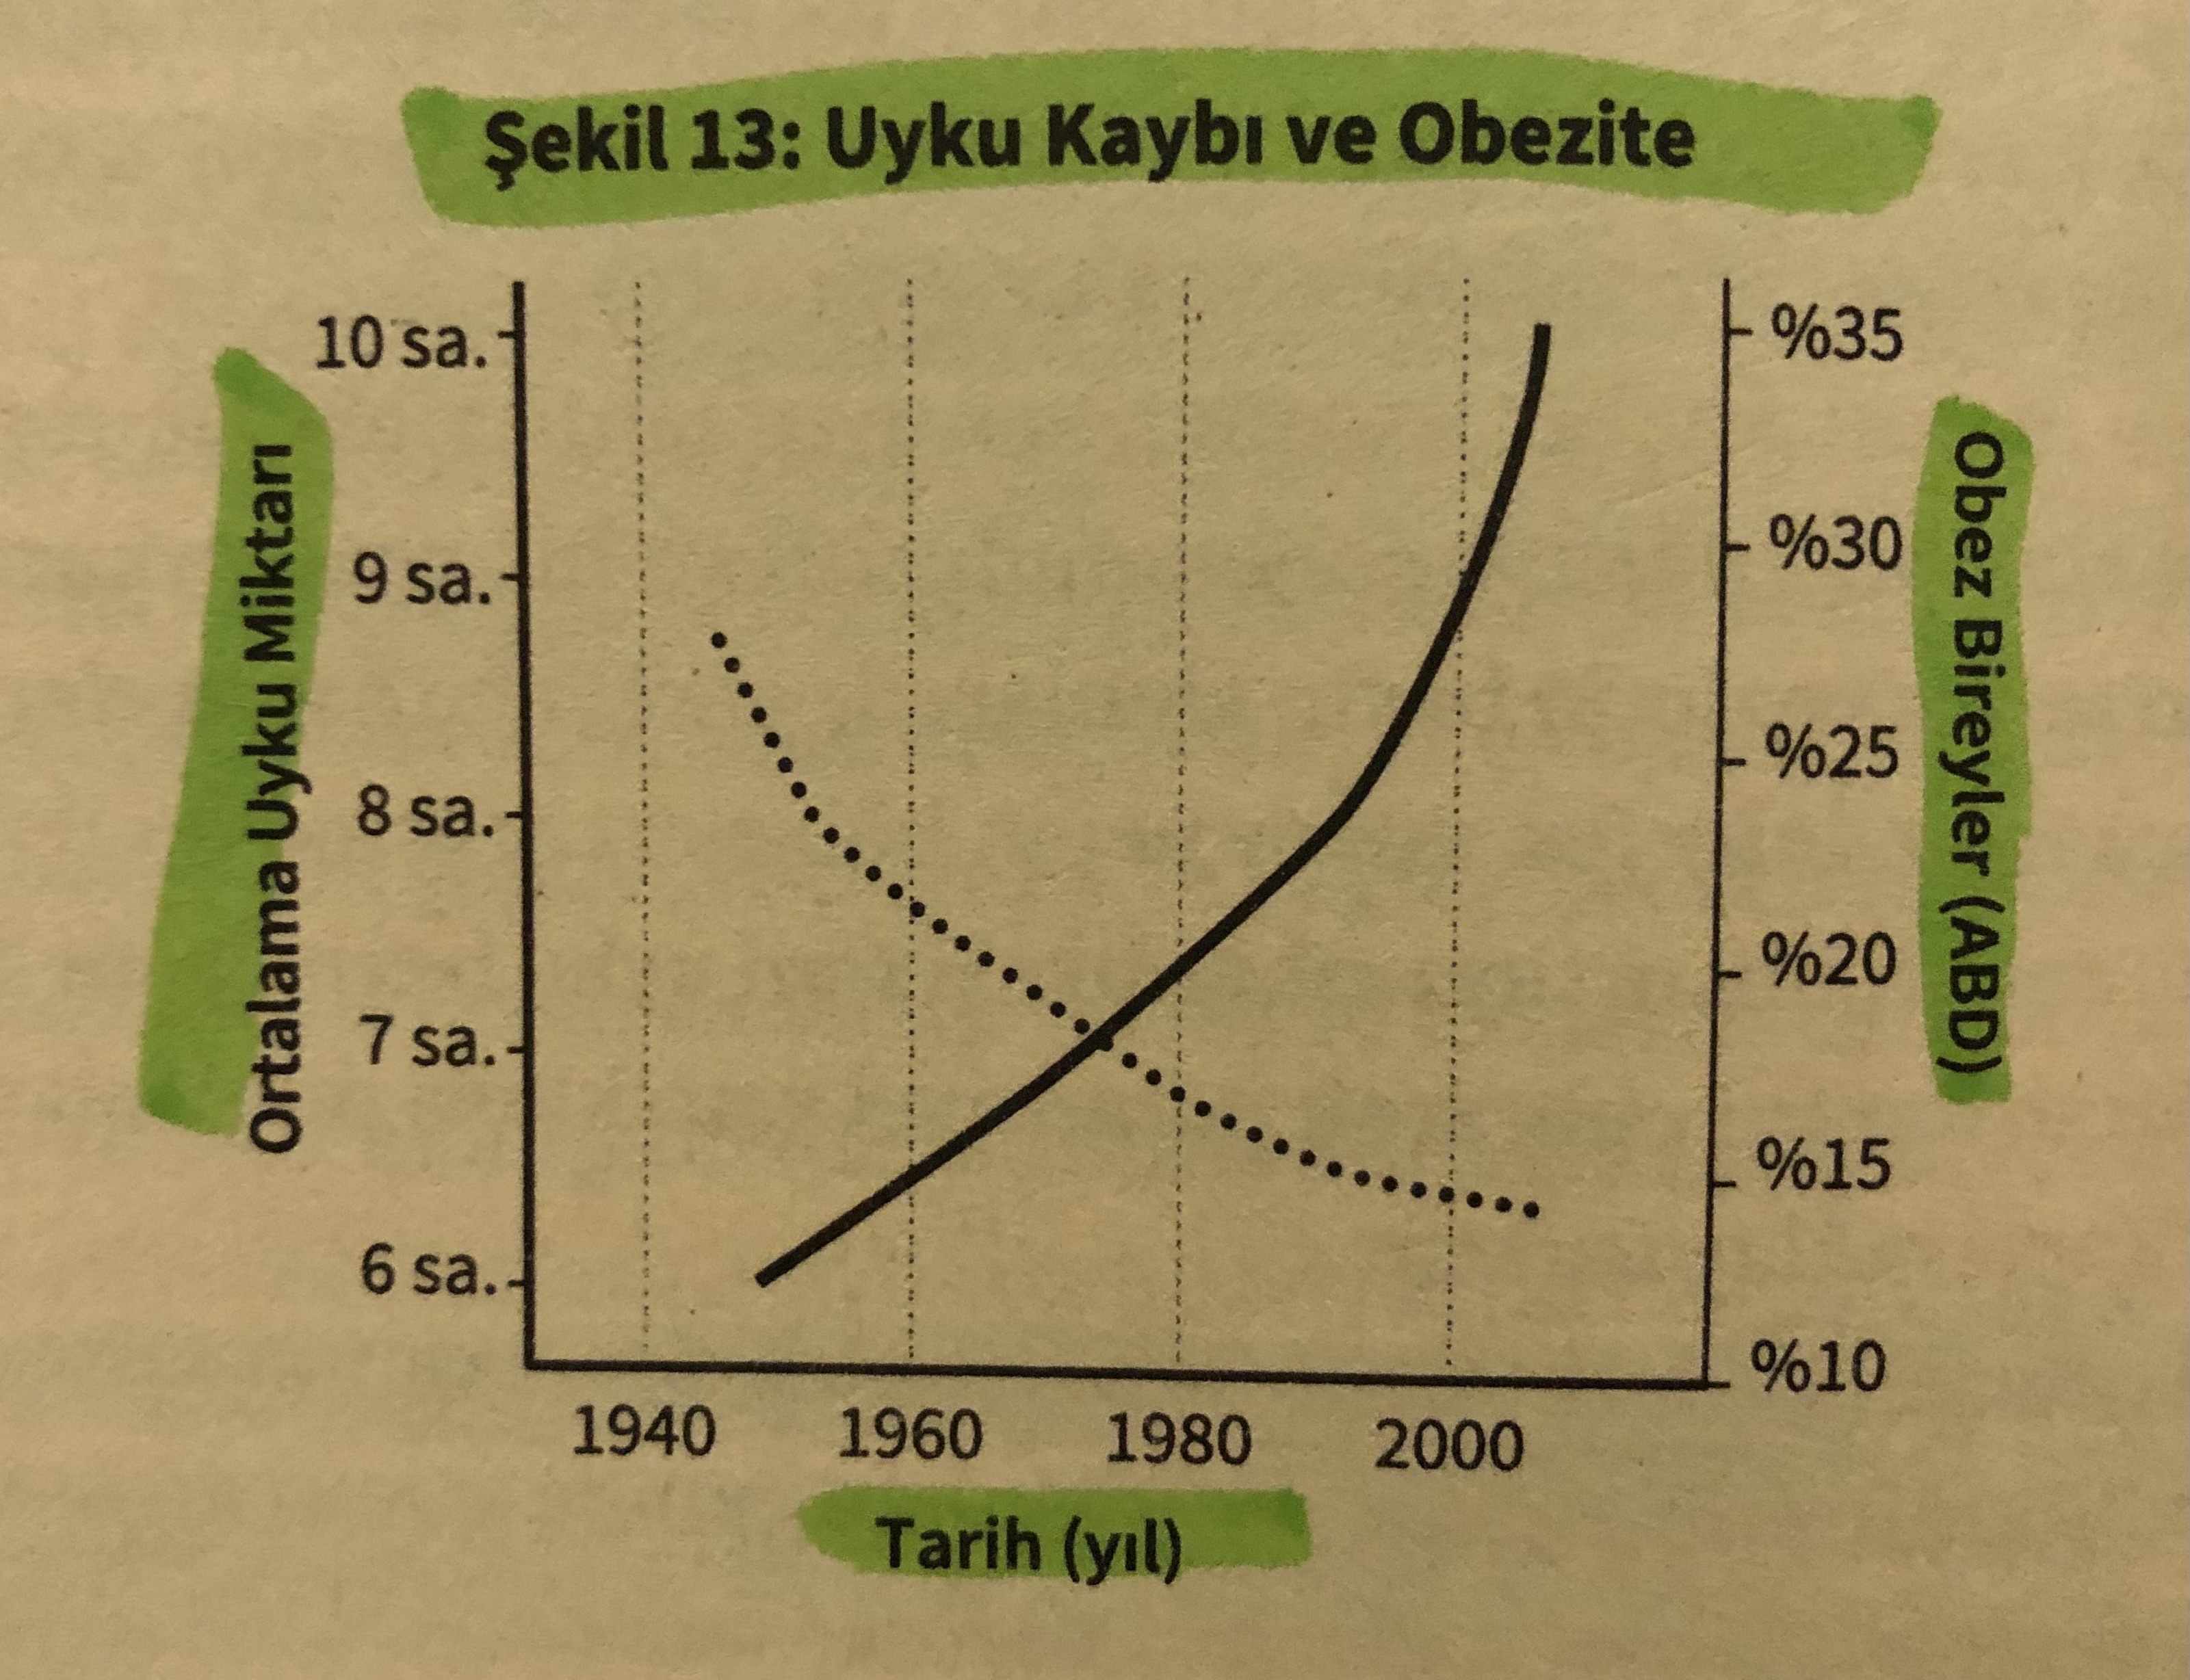 Şekil 13: Uyku Kaybı ve Obezite
Ortalama Uyku Miktarı
10 sa.
9 sa.
8 sa.
7 sa.
6 sa.
%35
%30
%25
%20
%15
%10
Obez Bireyler (ABD)
1940 1960 1980 2000
Tarih (yıl)